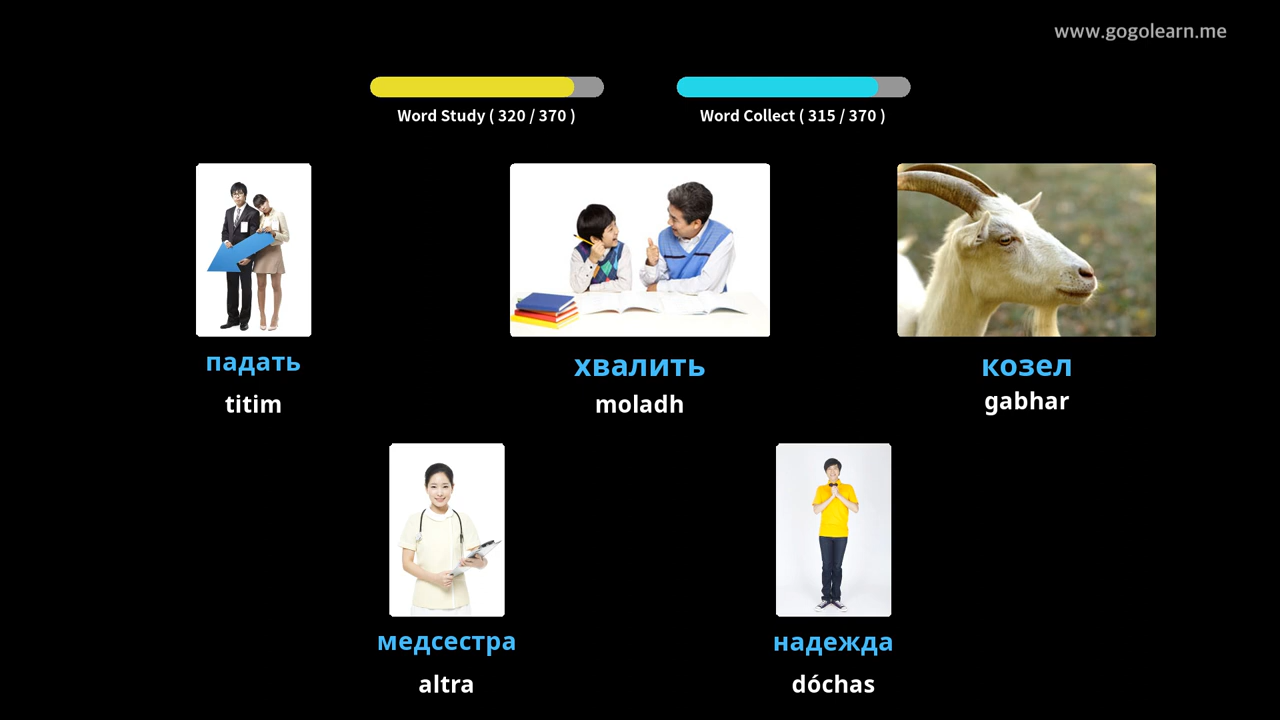 www.gogolearn.me
Word Study ( 320 / 370 )
Word Collect ( 315 / 370 )
падать
titim
хвалить
moladh
козел
gabhar
медсестра
altra
надежда
dóchas